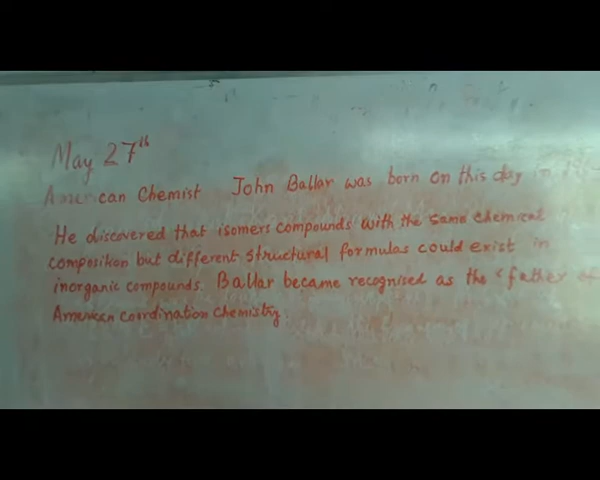 May 27th
American Chemist John Ballar was born on this day in
He discovered that isomers compounds with the same chemical
composition but different structural formulas could exist in
inorganic compounds. Ballar became recognised as the "father of
American coordination chemistry.